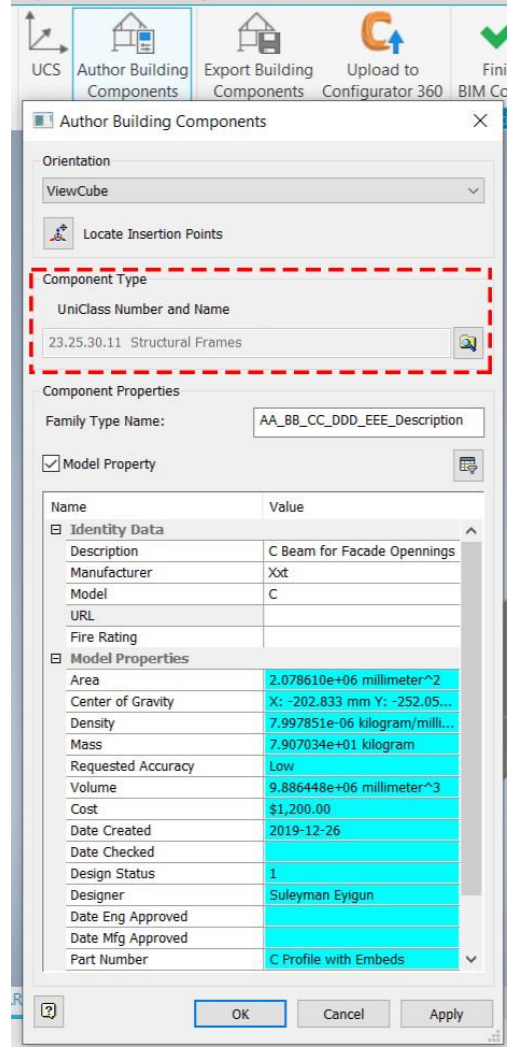 UCS Author Building Components Export Building Components Upload to Configurator 360
Author Building Components
Orientation
ViewCube
Locate Insertion Points
Component Type
UniClass Number and Name
23.25.30.11 Structural Frames
Component Properties
Family Type Name: AA_BB_CC_DDD_EEE_Description
Model Property
Name Value
Identity Data
Description C Beam for Facade Opennings
Manufacturer Xxt
Model C
URL
Fire Rating
Model Properties
Area 2.078610e+06 millimeter^2
Center of Gravity X: -202.833 mm Y: -252.05...
Density 7.997851e-06 kilogram/milli...
Mass 7.907034e+01 kilogram
Requested Accuracy Low
Volume 9.886448e+06 millimeter^3
Cost $1,200.00
Date Created 2019-12-26
Date Checked
Design Status 1
Designer Suleyman Eyigun
Date Eng Approved
Date Mfg Approved
Part Number C Profile with Embeds
OK Cancel Apply